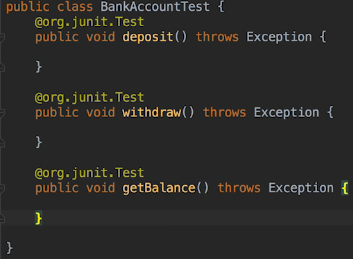 public class BankAccountTest {
@org.junit.Test
public void deposit() throws Exception {
}
@org.junit.Test
public void withdraw() throws Exception {
}
@org.junit.Test
public void getBalance() throws Exception {
}
}